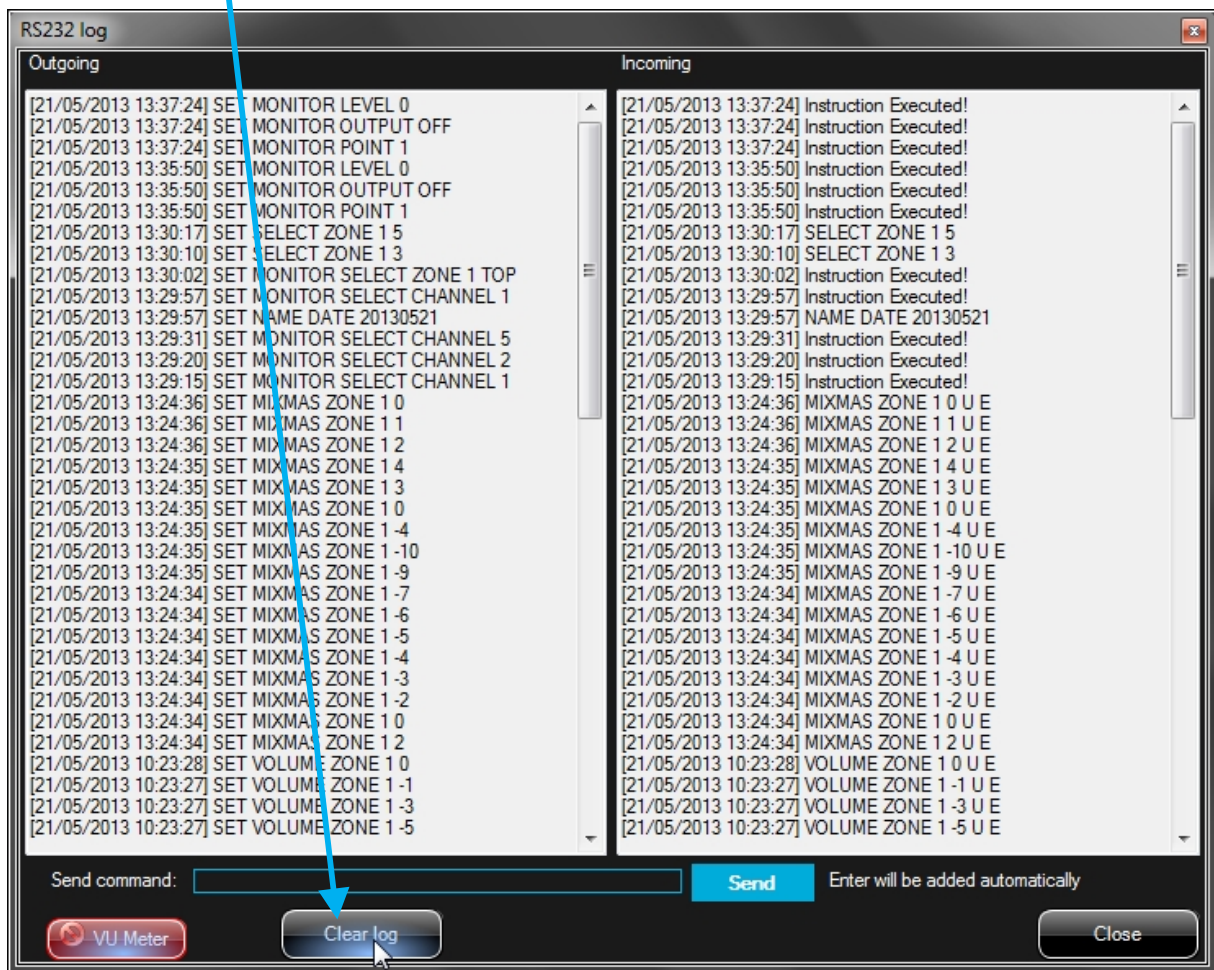 RS232 log
Outgoing
[21/05/2013 13:37:24] SET MONITOR LEVEL 0
[21/05/2013 13:37:24] SET MONITOR OUTPUT OFF
[21/05/2013 13:37:24] SET MONITOR POINT 1
[21/05/2013 13:35:50] SET MONITOR LEVEL 0
[21/05/2013 13:35:50] SET MONITOR OUTPUT OFF
[21/05/2013 13:35:50] SET MONITOR POINT 1
[21/05/2013 13:30:17] SET SELECT ZONE 1 5
[21/05/2013 13:30:10] SET SELECT ZONE 1 3
[21/05/2013 13:30:02] SET MONITOR SELECT ZONE 1 TOP
[21/05/2013 13:29:57] SET MONITOR SELECT CHANNEL 1
[21/05/2013 13:29:57] SET NAME DATE 20130521
[21/05/2013 13:29:31] SET MONITOR SELECT CHANNEL 5
[21/05/2013 13:29:20] SET MONITOR SELECT CHANNEL 2
[21/05/2013 13:29:15] SET MONITOR SELECT CHANNEL 1
[21/05/2013 13:24:36] SET MIXMAS ZONE 1 0
[21/05/2013 13:24:36] SET MIXMAS ZONE 1 1
[21/05/2013 13:24:36] SET MIXMAS ZONE 1 2
[21/05/2013 13:24:35] SET MIXMAS ZONE 1 4
[21/05/2013 13:24:35] SET MIXMAS ZONE 1 3
[21/05/2013 13:24:35] SET MIXMAS ZONE 1 0
[21/05/2013 13:24:35] SET MIXMAS ZONE 1 -4
[21/05/2013 13:24:35] SET MIXMAS ZONE 1 -10
[21/05/2013 13:24:35] SET MIXMAS ZONE 1 -9
[21/05/2013 13:24:34] SET MIXMAS ZONE 1 -7
[21/05/2013 13:24:34] SET MIXMAS ZONE 1 -6
[21/05/2013 13:24:34] SET MIXMAS ZONE 1 -5
[21/05/2013 13:24:34] SET MIXMAS ZONE 1 -4
[21/05/2013 13:24:34] SET MIXMAS ZONE 1 -3
[21/05/2013 13:24:34] SET MIXMAS ZONE 1 -2
[21/05/2013 13:24:34] SET MIXMAS ZONE 1 0
[21/05/2013 13:24:34] SET MIXMAS ZONE 1 2
[21/05/2013 10:23:28] SET VOLUME ZONE 1 0
[21/05/2013 10:23:27] SET VOLUME ZONE 1 -1
[21/05/2013 10:23:27] SET VOLUME ZONE 1 -3
[21/05/2013 10:23:27] SET VOLUME ZONE 1 -5
Incoming
[21/05/2013 13:37:24] Instruction Executed!
[21/05/2013 13:37:24] Instruction Executed!
[21/05/2013 13:37:24] Instruction Executed!
[21/05/2013 13:35:50] Instruction Executed!
[21/05/2013 13:35:50] Instruction Executed!
[21/05/2013 13:35:50] Instruction Executed!
[21/05/2013 13:30:17] SELECT ZONE 1 5
[21/05/2013 13:30:10] SELECT ZONE 1 3
[21/05/2013 13:30:02] Instruction Executed!
[21/05/2013 13:29:57] Instruction Executed!
[21/05/2013 13:29:57] NAME DATE 20130521
[21/05/2013 13:29:31] Instruction Executed!
[21/05/2013 13:29:20] Instruction Executed!
[21/05/2013 13:29:15] Instruction Executed!
[21/05/2013 13:24:36] MIXMAS ZONE 1 0 U E
[21/05/2013 13:24:36] MIXMAS ZONE 1 1 U E
[21/05/2013 13:24:36] MIXMAS ZONE 1 2 U E
[21/05/2013 13:24:35] MIXMAS ZONE 1 4 U E
[21/05/2013 13:24:35] MIXMAS ZONE 1 3 U E
[21/05/2013 13:24:35] MIXMAS ZONE 1 0 U E
[21/05/2013 13:24:35] MIXMAS ZONE 1 -4 U E
[21/05/2013 13:24:35] MIXMAS ZONE 1 -10 U E
[21/05/2013 13:24:35] MIXMAS ZONE 1 -9 U E
[21/05/2013 13:24:34] MIXMAS ZONE 1 -7 U E
[21/05/2013 13:24:34] MIXMAS ZONE 1 -6 U E
[21/05/2013 13:24:34] MIXMAS ZONE 1 -5 U E
[21/05/2013 13:24:34] MIXMAS ZONE 1 -4 U E
[21/05/2013 13:24:34] MIXMAS ZONE 1 -3 U E
[21/05/2013 13:24:34] MIXMAS ZONE 1 -2 U E
[21/05/2013 13:24:34] MIXMAS ZONE 1 0 U E
[21/05/2013 13:24:34] MIXMAS ZONE 1 2 U E
[21/05/2013 10:23:28] VOLUME ZONE 1 0 U E
[21/05/2013 10:23:27] VOLUME ZONE 1 -1 U E
[21/05/2013 10:23:27] VOLUME ZONE 1 -3 U E
[21/05/2013 10:23:27] VOLUME ZONE 1 -5 U E
Send command:
Send
Enter will be added automatically
VU Meter
Clear log
Close